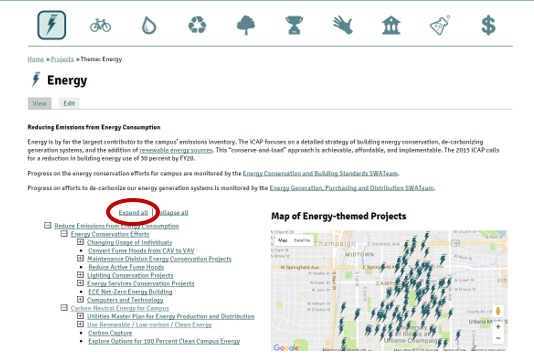 Home » Projects » Theme: Energy
Energy
View Edit
Reducing Emissions from Energy Consumption
Energy is by far the largest contributor to the campus' emissions inventory. The iCAP focuses on a detailed strategy of building energy conservation, de-carbonizing
generation systems, and the addition of renewable energy sources. This "conserve-and-load" approach is achievable, affordable, and implementable. The 2015 iCAP calls
for a reduction in building energy use of 30 percent by FY20.
Progress on the energy conservation efforts for campus are monitored by the Energy Conservation and Building Standards SWATeam.
Progress on efforts to de-carbonize our energy generation systems is monitored by the Energy Generation, Purchasing and Distribution SWATeam.
Expand all | Collapse all
Reduce Emissions from Energy Consumption
Energy Conservation Efforts
Changing Usage of Individuals
Convert Fume Hoods from CAV to VAV
Maintenance Division Energy Conservation Projects
Reduce Active Fume Hoods
Lighting Conservation Projects
Energy Services Conservation Projects
ECE Net-Zero Energy Building
Computers and Technology
Carbon-Neutral Energy for Campus
Utilities Master Plan for Energy Production and Distribution
Use Renewable / Low-carbon / Clean Energy
Carbon Capture
Explore Options for 100 Percent Clean Campus Energy
Map of Energy-themed Projects
Map Satellite
Champaign
MIDTOWN
W Springfield Ave
E Springfield
CAMP
Urbana
University
Urbana-Champaign
Google
Memorial Stadium